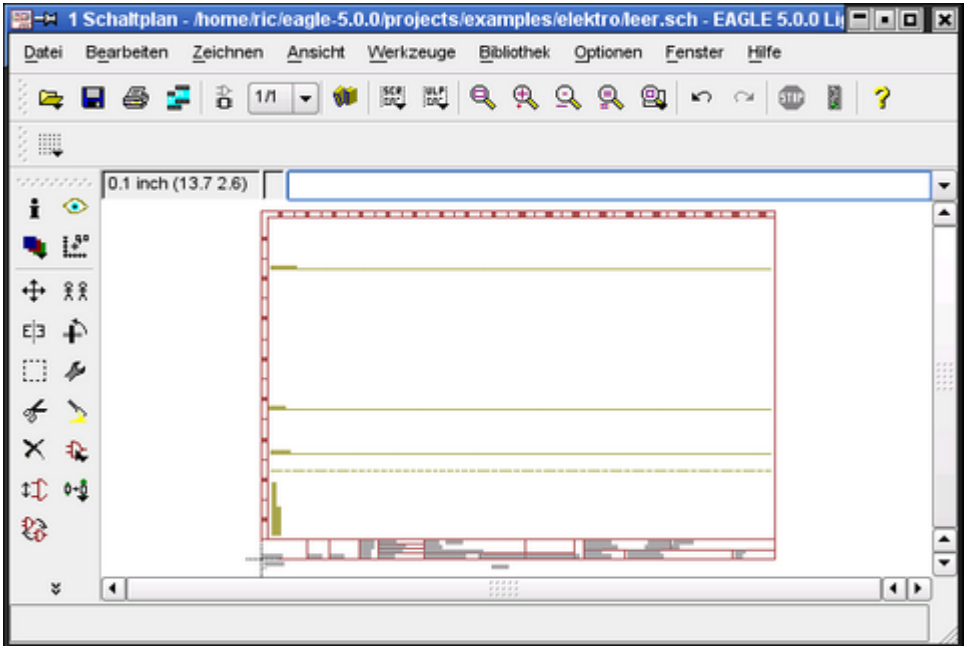 1 Schaltplan - /home/ric/eagle-5.0.0/projects/examples/elektro/leer.sch - EAGLE 5.0.0 Li
Datei Bearbeiten Zeichnen Ansicht Werkzeuge Bibliothek Optionen Fenster Hilfe
1/1 SCR ULP STOP
0.1 inch (13.7 2.6)